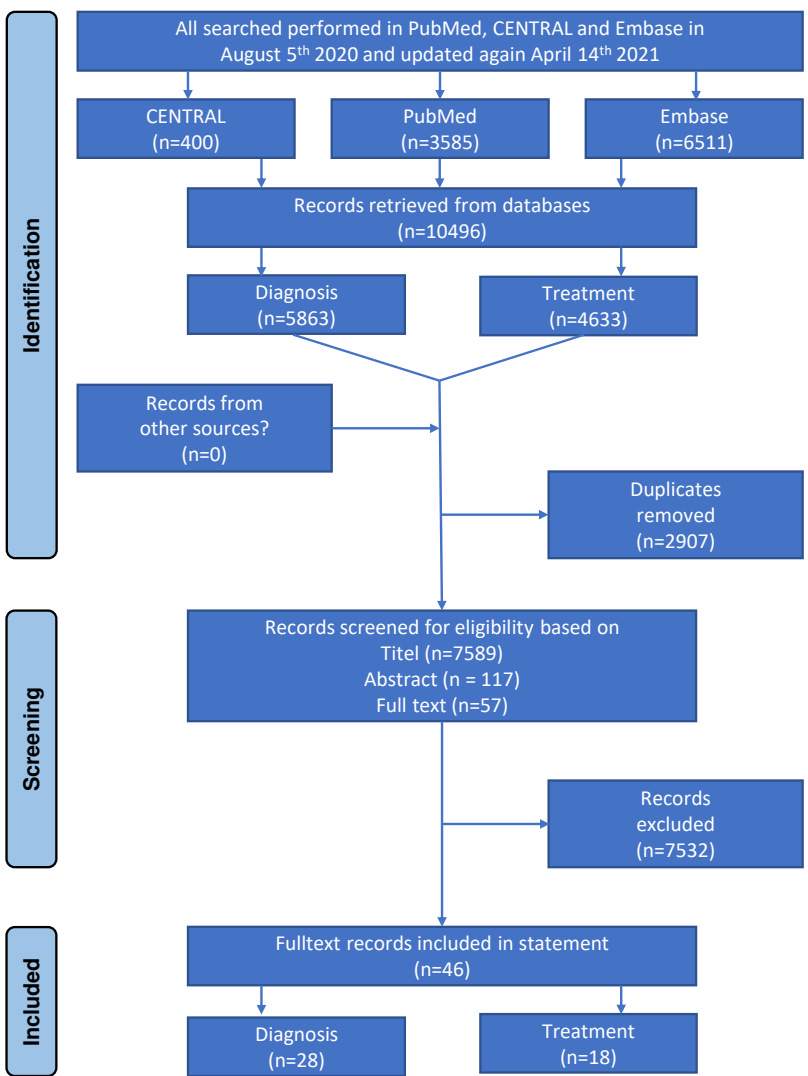 All searched performed in PubMed, CENTRAL and Embase in
August 5th 2020 and updated again April 14th 2021
CENTRAL
(n=400)
PubMed
(n=3585)
Embase
(n=6511)
Records retrieved from databases
(n=10496)
Diagnosis
(n=5863)
Treatment
(n=4633)
Records from
other sources?
(n=0)
Duplicates
removed
(n=2907)
Identification
Records screened for eligibility based on
Titel (n=7589)
Abstract (n = 117)
Full text (n=57)
Records
excluded
(n=7532)
Screening
Fulltext records included in statement
(n=46)
Diagnosis
(n=28)
Treatment
(n=18)
Included